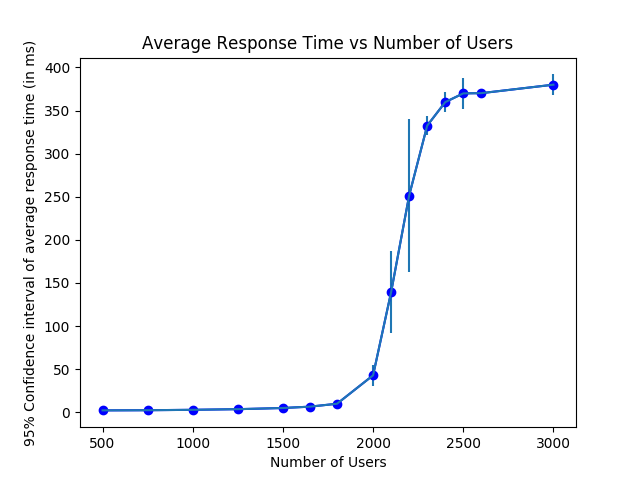 Average Response Time vs Number of Users
95% Confidence interval of average response time (in ms)
400
350
300
250
200
150
100
50
0
500 1000 1500 2000 2500 3000
Number of Users